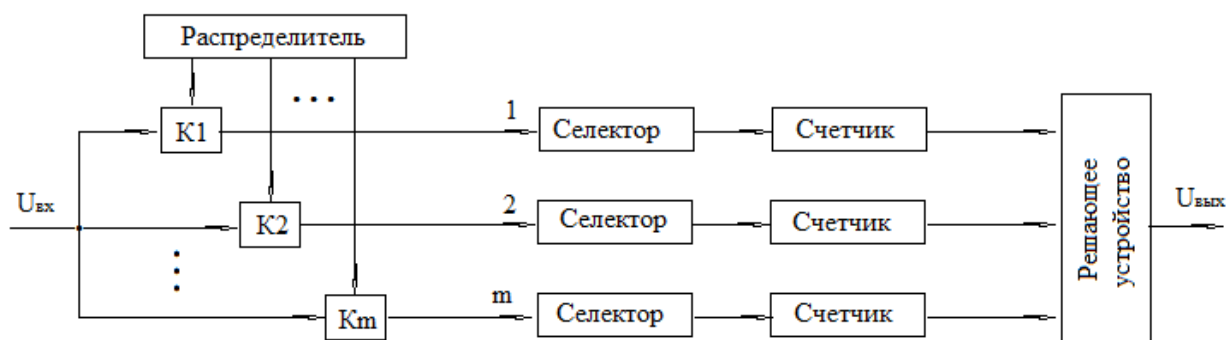 Распределитель
К1
1
Селектор
Счетчик
Uвх
К2
2
Селектор
Счетчик
Решающее
устройство
Uвых
Кm
m
Селектор
Счетчик